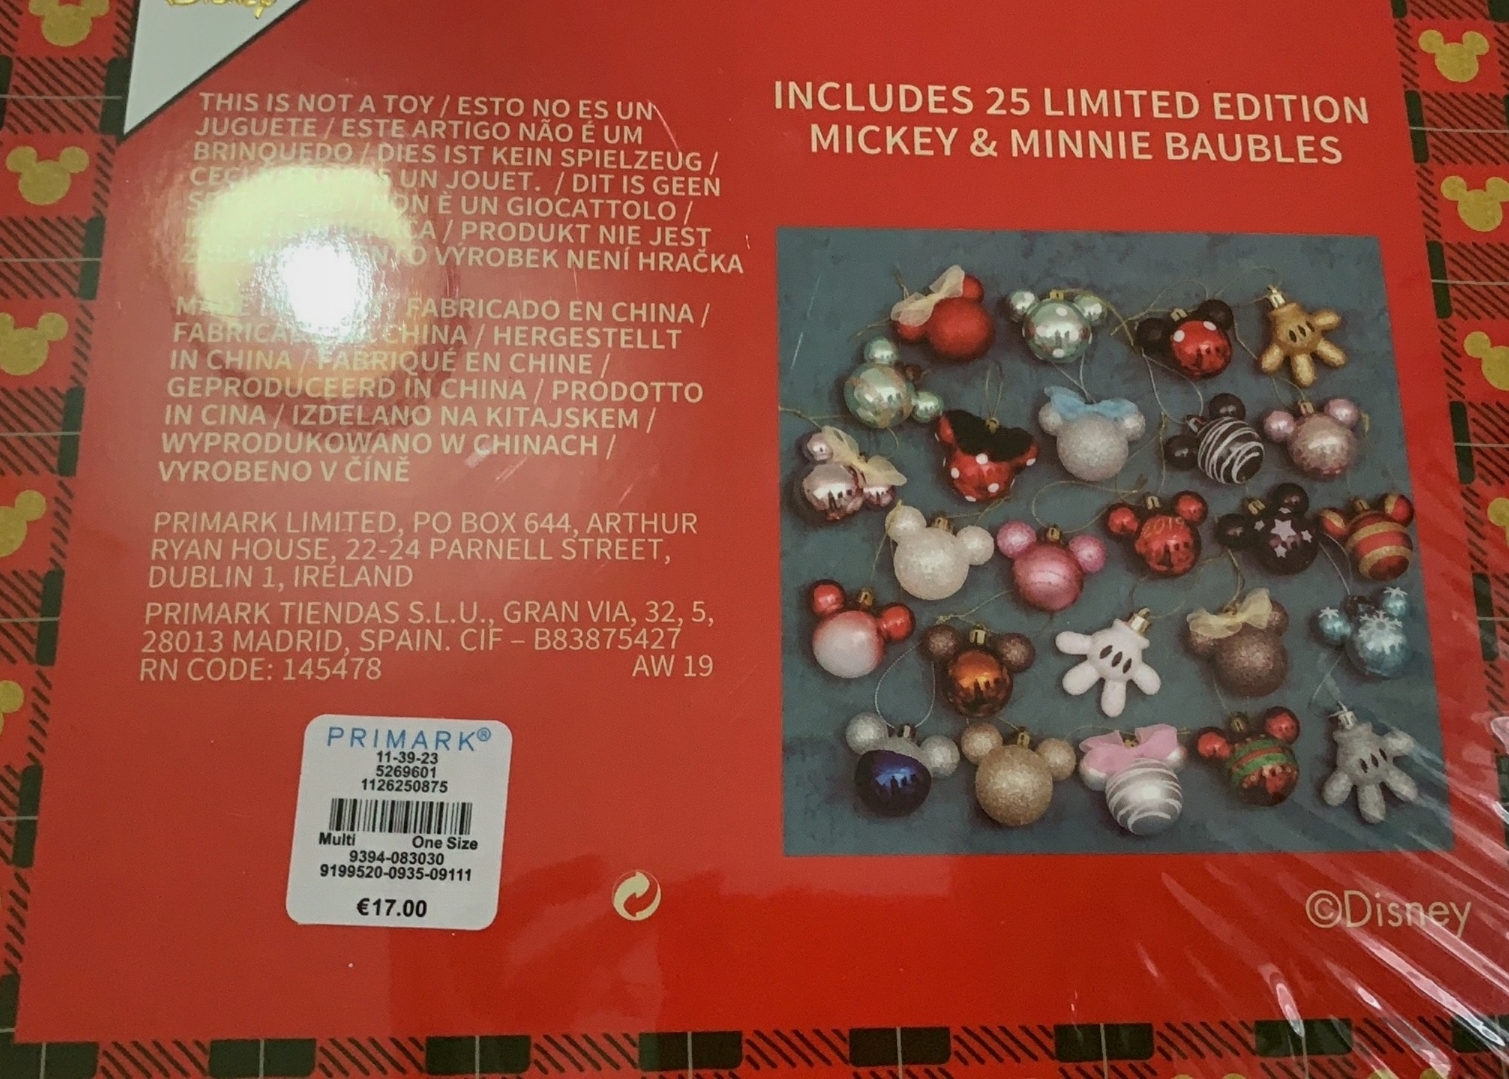 Disney
THIS IS NOT A TOY / ESTO NO ES UN
JUGUETE / ESTE ARTIGO NÃO É UM
BRINQUEDO / DIES IST KEIN SPIELZEUG /
UN JOUET. / DIT IS GEEN
NON È UN GIOCATTOLO /
/ PRODUKT NIE JEST
VÝROBEK NENÍ HRAČKA
MADE FABRICADO EN CHINA /
CHINA / HERGESTELLT
IN CHINA / FABRIQUÉ EN CHINE /
GEPRODUCEERD IN CHINA / PRODOTTO
IN CINA / IZDELANO NA KITAJSKEM /
WYPRODUKOWANO W CHINACH /
VYROBENO V ČÍNĚ
PRIMARK LIMITED, PO BOX 644, ARTHUR
RYAN HOUSE, 22-24 PARNELL STREET,
DUBLIN 1, IRELAND
PRIMARK TIENDAS S.L.U., GRAN VIA, 32, 5,
28013 MADRID, SPAIN. CIF – B83875427
RN CODE: 145478 AW 19
PRIMARK®
11-39-23
5269601
1126250875
Multi One Size
9394-083030
9199520-0935-09111
€17.00
INCLUDES 25 LIMITED EDITION
MICKEY & MINNIE BAUBLES
2019
©Disney